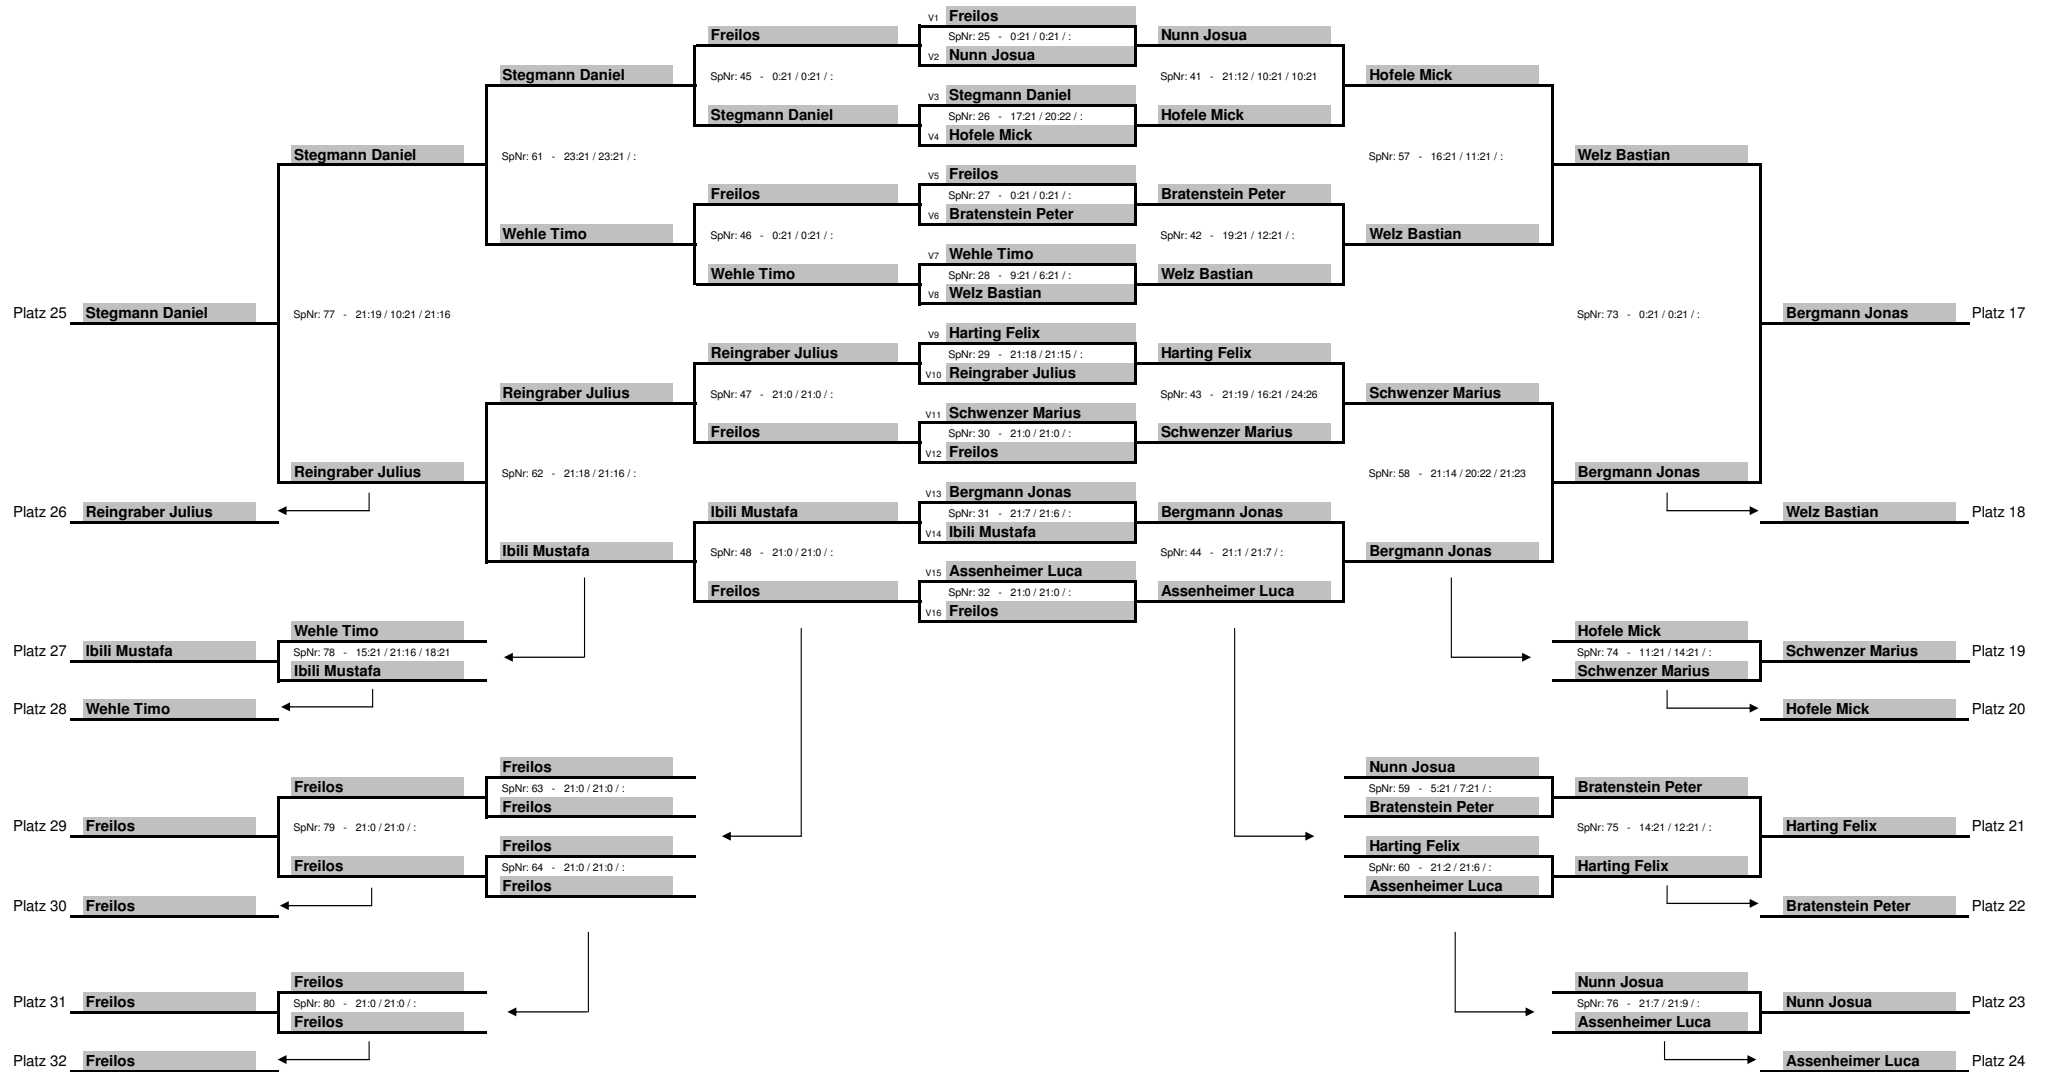 V1 Freilos
Freilos SpNr: 25 - 0:21 / 0:21 / : Nunn Josua
V2 Nunn Josua
Stegmann Daniel SpNr: 45 - 0:21 / 0:21 / : SpNr: 41 - 21:12 / 10:21 / 10:21 Hofele Mick
V3 Stegmann Daniel
Stegmann Daniel SpNr: 26 - 17:21 / 20:22 / : Hofele Mick
V4 Hofele Mick
Stegmann Daniel SpNr: 61 - 23:21 / 23:21 / : SpNr: 57 - 16:21 / 11:21 / : Welz Bastian
V5 Freilos
Freilos SpNr: 27 - 0:21 / 0:21 / : Bratenstein Peter
V6 Bratenstein Peter
Wehle Timo SpNr: 46 - 0:21 / 0:21 / : SpNr: 42 - 19:21 / 12:21 / : Welz Bastian
V7 Wehle Timo
Wehle Timo SpNr: 28 - 9:21 / 6:21 / : Welz Bastian
V8 Welz Bastian
Platz 25 Stegmann Daniel SpNr: 77 - 21:19 / 10:21 / 21:16 SpNr: 73 - 0:21 / 0:21 / : Bergmann Jonas Platz 17
V9 Harting Felix
Reingraber Julius SpNr: 29 - 21:18 / 21:15 / : Harting Felix
V10 Reingraber Julius
Reingraber Julius SpNr: 47 - 21:0 / 21:0 / : SpNr: 43 - 21:19 / 16:21 / 24:26 Schwenzer Marius
V11 Schwenzer Marius
Freilos SpNr: 30 - 21:0 / 21:0 / : Schwenzer Marius
V12 Freilos
Reingraber Julius SpNr: 62 - 21:18 / 21:16 / : SpNr: 58 - 21:14 / 20:22 / 21:23 Bergmann Jonas
V13 Bergmann Jonas
Platz 26 Reingraber Julius Ibili Mustafa SpNr: 31 - 21:7 / 21:6 / : Bergmann Jonas Welz Bastian Platz 18
V14 Ibili Mustafa
Ibili Mustafa SpNr: 48 - 21:0 / 21:0 / : SpNr: 44 - 21:1 / 21:7 / : Bergmann Jonas
V15 Assenheimer Luca
Freilos SpNr: 32 - 21:0 / 21:0 / : Assenheimer Luca
V16 Freilos
Wehle Timo Hofele Mick
Platz 27 Ibili Mustafa SpNr: 78 - 15:21 / 21:16 / 18:21 SpNr: 74 - 11:21 / 14:21 / : Schwenzer Marius Platz 19
Ibili Mustafa Schwenzer Marius
Platz 28 Wehle Timo Hofele Mick Platz 20
Freilos Nunn Josua
Freilos SpNr: 63 - 21:0 / 21:0 / : SpNr: 59 - 5:21 / 7:21 / : Bratenstein Peter
Freilos Bratenstein Peter
Platz 29 Freilos SpNr: 79 - 21:0 / 21:0 / : SpNr: 75 - 14:21 / 12:21 / : Harting Felix Platz 21
Freilos Harting Felix
Freilos SpNr: 64 - 21:0 / 21:0 / : SpNr: 60 - 21:2 / 21:6 / : Harting Felix
Freilos Assenheimer Luca
Platz 30 Freilos Bratenstein Peter Platz 22
Freilos Nunn Josua
Platz 31 Freilos SpNr: 80 - 21:0 / 21:0 / : SpNr: 76 - 21:7 / 21:9 / : Nunn Josua Platz 23
Freilos Assenheimer Luca
Platz 32 Freilos Assenheimer Luca Platz 24